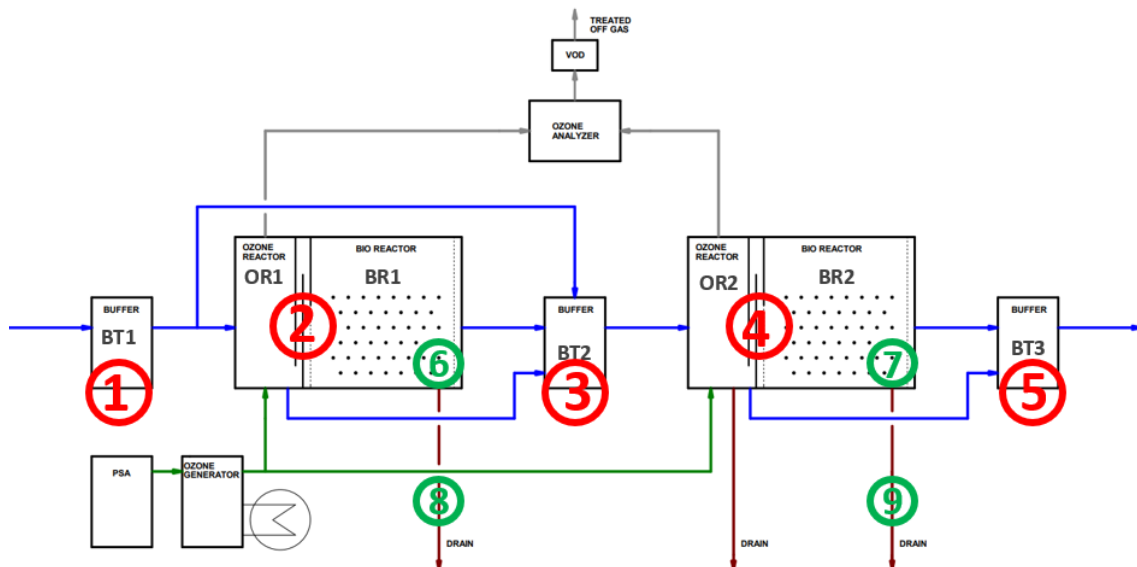 TREATED
OFF GAS
VOD
OZONE
ANALYZER
OZONE
REACTOR
OR1
BIO REACTOR
BR1
OZONE
REACTOR
OR2
BIO REACTOR
BR2
BUFFER
BT1
1
2
6
BUFFER
BT2
3
4
7
BUFFER
BT3
5
PSA
OZONE
GENERATOR
8
DRAIN
DRAIN
9
DRAIN